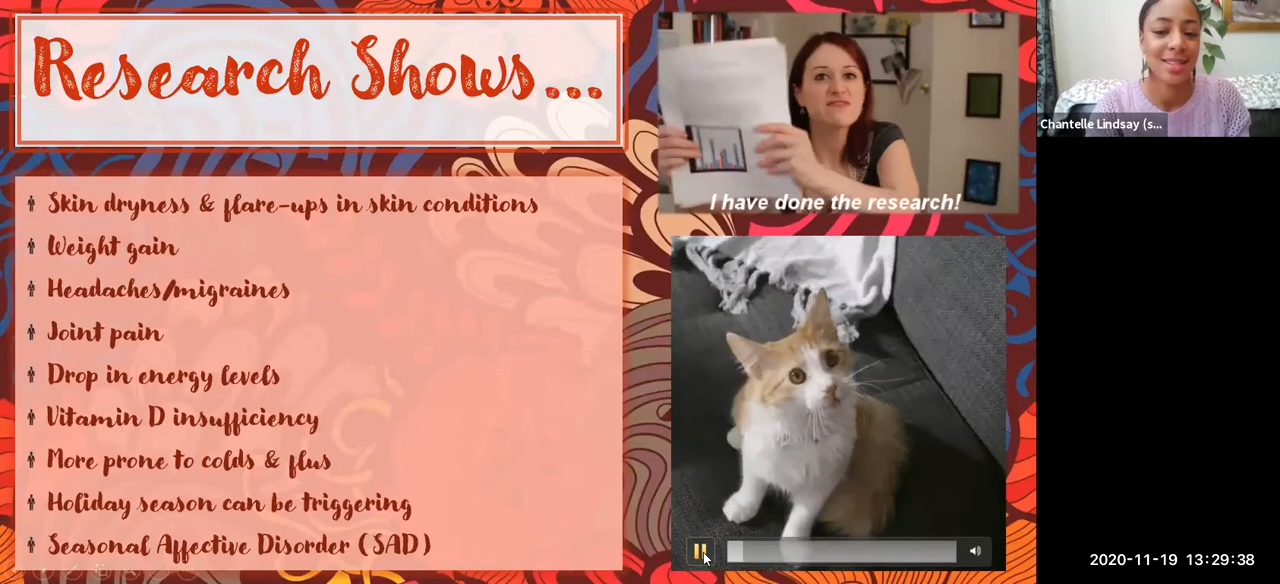 Research Shows...
Skin dryness & flare-ups in skin conditions
Weight gain
Headaches/migraines
Joint pain
Drop in energy levels
Vitamin D insufficiency
More prone to colds & flus
Holiday season can be triggering
Seasonal Affective Disorder (SAD)
I have done the research!
Chantelle Lindsay (s...
2020-11-19 13:29:38